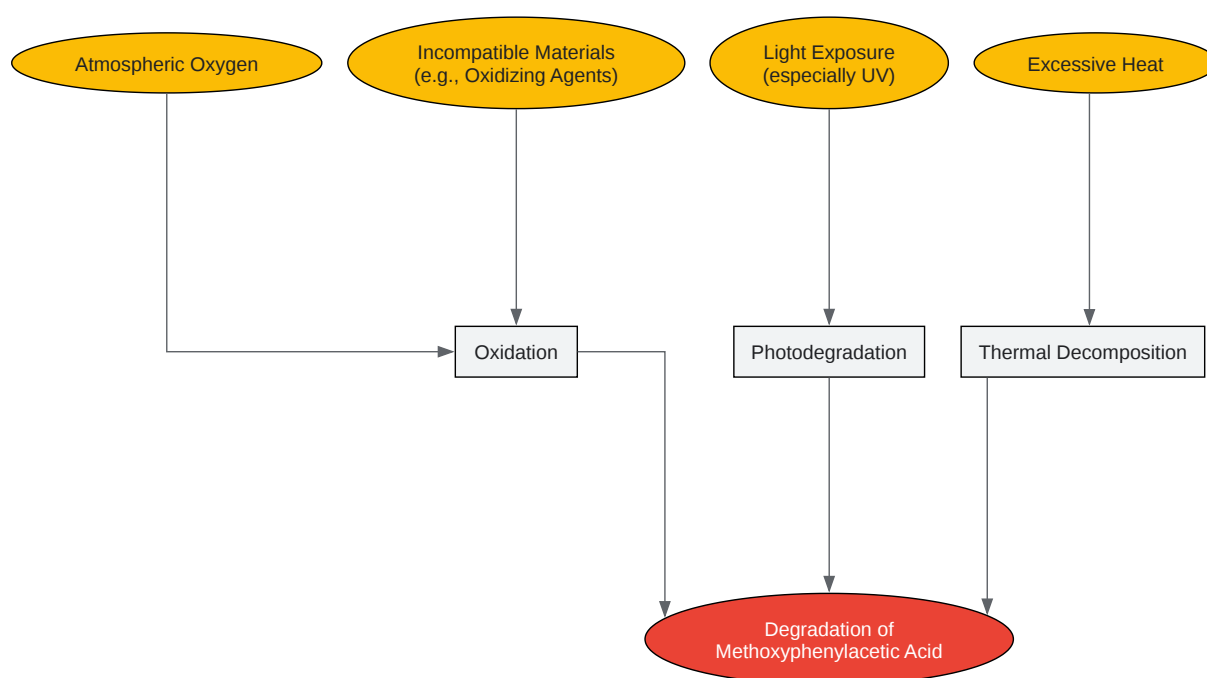 Atmospheric Oxygen
Incompatible Materials
(e.g., Oxidizing Agents)
Light Exposure
(especially UV)
Excessive Heat
Oxidation
Photodegradation
Thermal Decomposition
Degradation of
Methoxyphenylacetic Acid